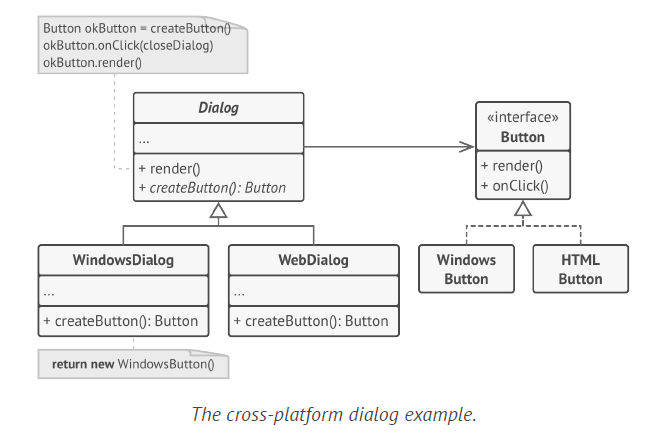 Button okButton = createButton()
okButton.onClick(closeDialog)
okButton.render()
Dialog
...
+ render()
+ createButton(): Button
«interface»
Button
+ render()
+ onClick()
WindowsDialog
...
+ createButton(): Button
WebDialog
...
+ createButton(): Button
Windows
Button
HTML
Button
return new WindowsButton()
The cross-platform dialog example.